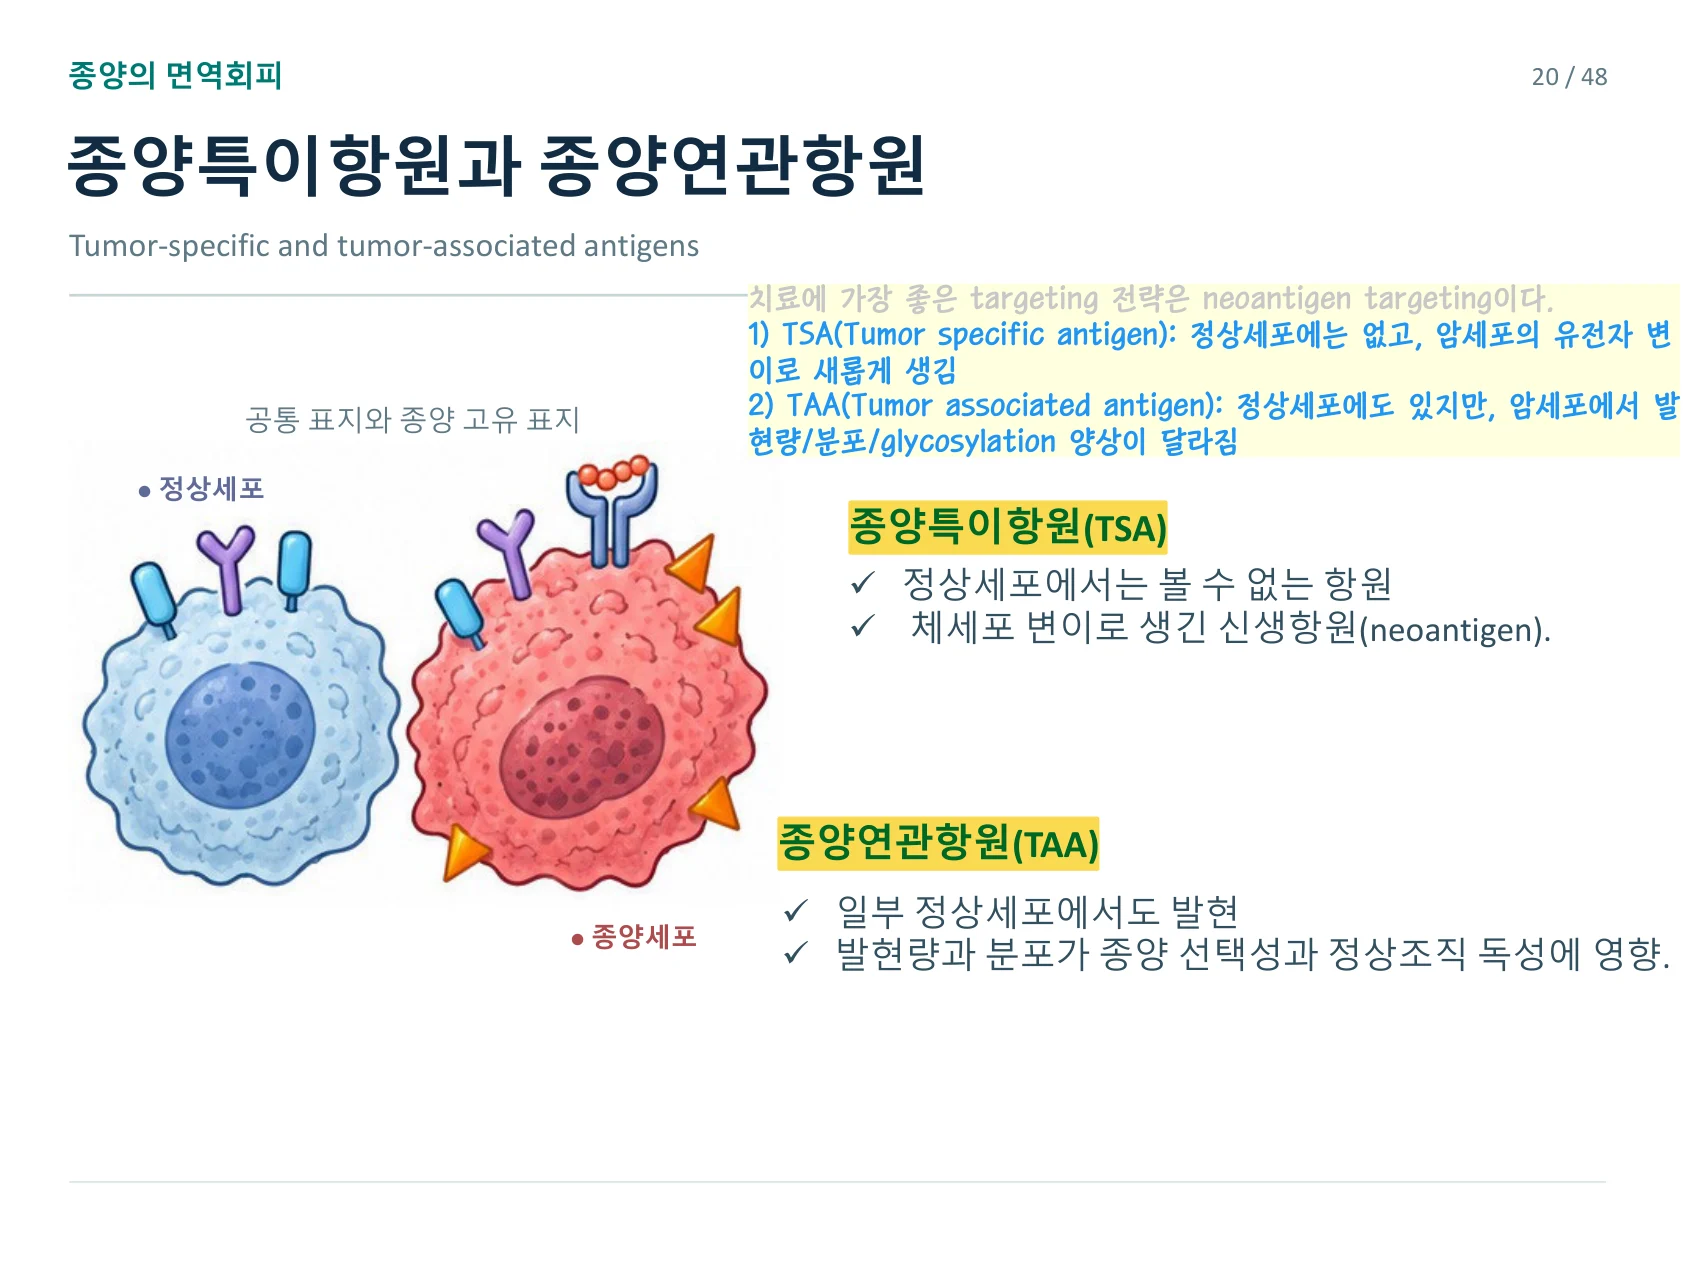 종양의 면역회피
20 / 48
종양특이항원과 종양연관항원
Tumor-specific and tumor-associated antigens
치료에 가장 좋은 targeting 전략은 neoantigen targeting이다.
1) TSA(Tumor specific antigen): 정상세포에는 없고, 암세포의 유전자 변
이로 새롭게 생김
2) TAA(Tumor associated antigen): 정상세포에도 있지만, 암세포에서 발
현량/분포/glycosylation 양상이 달라짐
공통 표지와 종양 고유 표지
• 정상세포
종양특이항원(TSA)
✓ 정상세포에서는 볼 수 없는 항원
✓ 체세포 변이로 생긴 신생항원(neoantigen).
종양연관항원(TAA)
✓ 일부 정상세포에서도 발현
✓ 발현량과 분포가 종양 선택성과 정상조직 독성에 영향.
• 종양세포